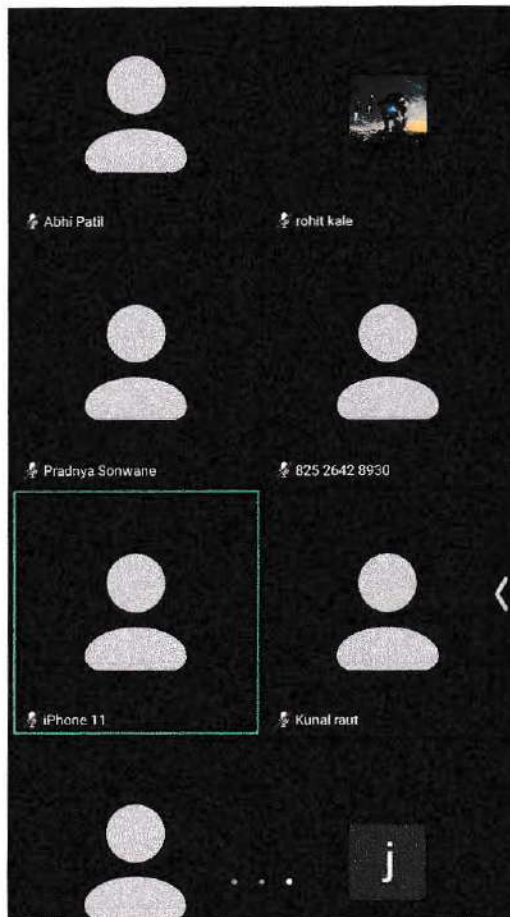 Abhi Patil
rohit kale
Pradnya Sonwane
825 2642 8930
iPhone 11
Kunal raut
j